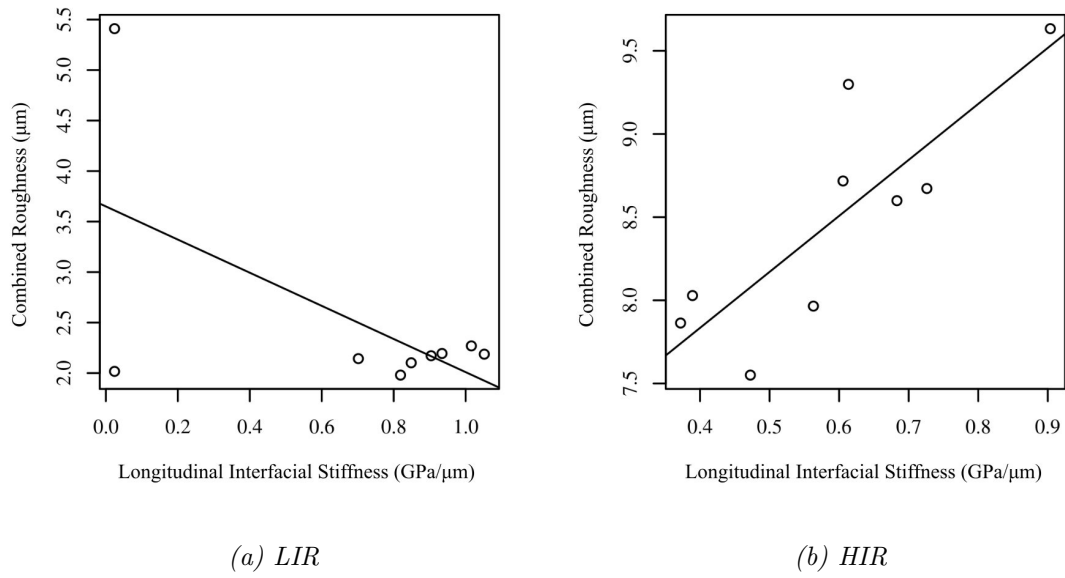 Combined Roughness (μm)
5.5
5.0
4.5
4.0
3.5
3.0
2.5
2.0
0.0 0.2 0.4 0.6 0.8 1.0
Longitudinal Interfacial Stiffness (GPa/μm)
(a) LIR
Combined Roughness (μm)
9.5
9.0
8.5
8.0
7.5
0.4 0.5 0.6 0.7 0.8 0.9
Longitudinal Interfacial Stiffness (GPa/μm)
(b) HIR